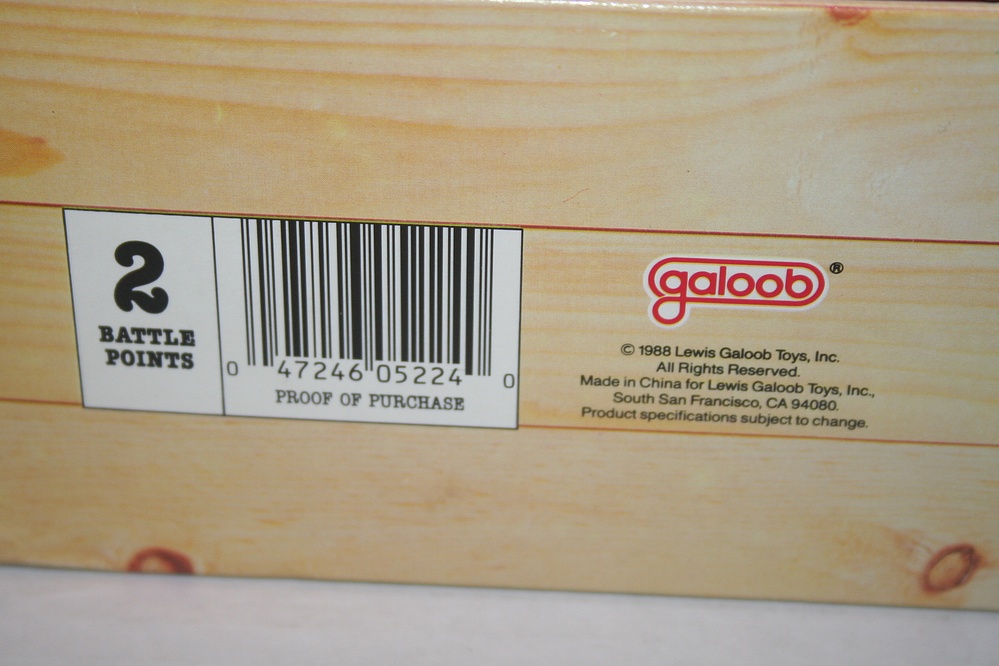 2
BATTLE
POINTS
0 47246 05224 0
PROOF OF PURCHASE
galoob®
© 1988 Lewis Galoob Toys, Inc.
All Rights Reserved.
Made in China for Lewis Galoob Toys, Inc.,
South San Francisco, CA 94080.
Product specifications subject to change.